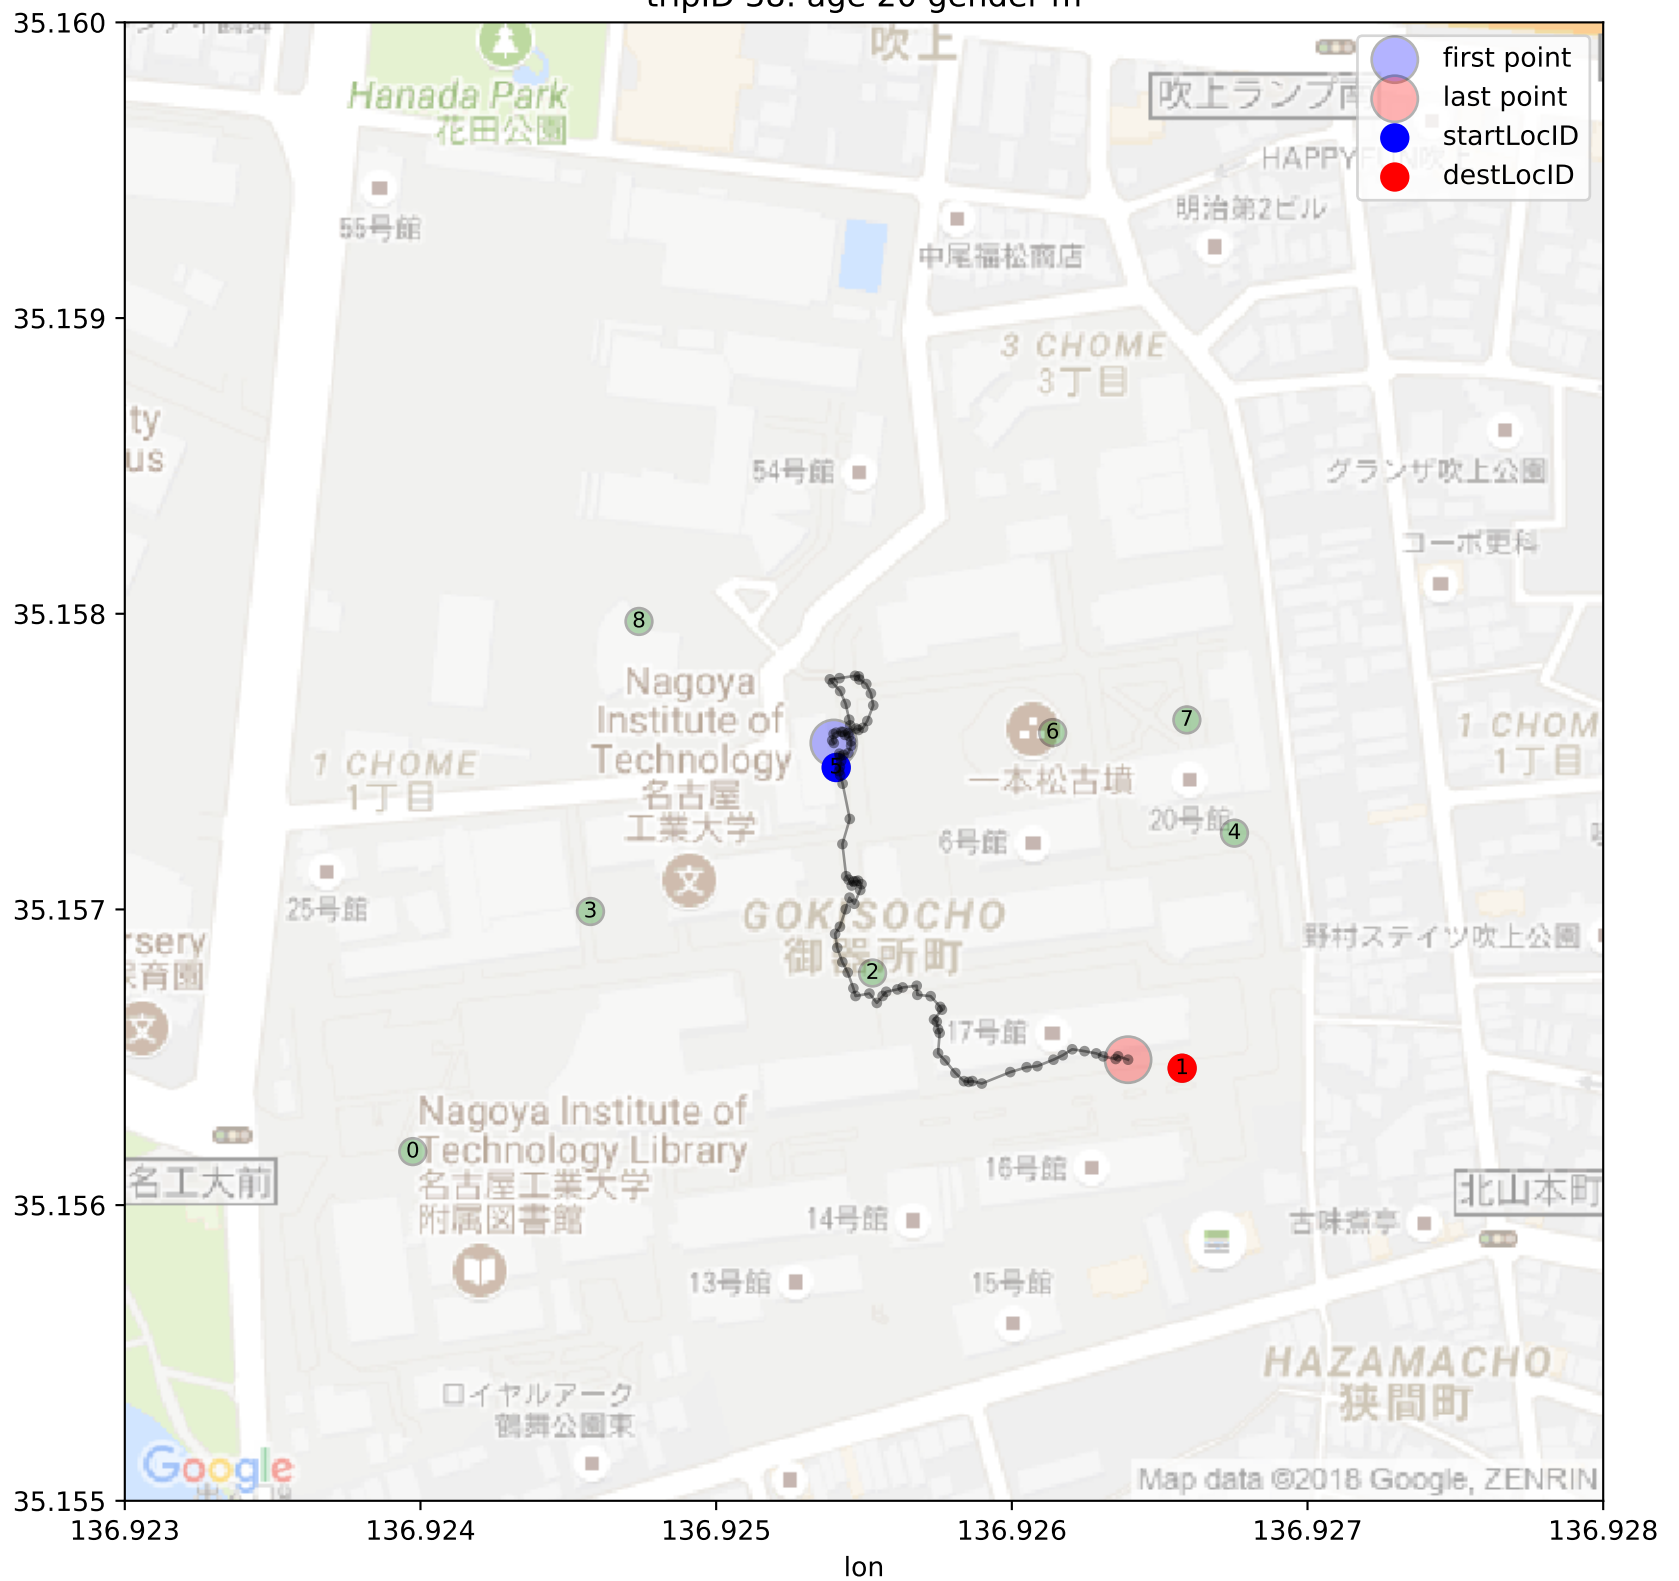 35.160
35.159
35.158
35.157
35.156
35.155
136.923
136.924
136.925
136.926
136.927
136.928
lon
first point
last point
startLocID
destLocID
吹上
Hanada Park
花田公園
吹上ランプ南
明治第2ビル
55号館
中尾福松商店
3 CHOME
3丁目
ty
us
54号館
グランザ吹上公園
コーポ更科
8
Nagoya
Institute of
Technology
名古屋
工業大学
5
6
7
一本松古墳
1 CHOME
1丁目
1 CHOM
1丁目
20号館
4
6号館
25号館
3
GOKISOCHO
御器所町
2
野村ステイツ吹上公園
rsery
保育園
17号館
1
Nagoya Institute of
Technology Library
名古屋工業大学
附属図書館
0
名工大前
16号館
北山本町
14号館
古味煮亭
13号館
15号館
HAZAMACHO
狭間町
ロイヤルアーク
鶴舞公園東
Google
Map data ©2018 Google, ZENRIN